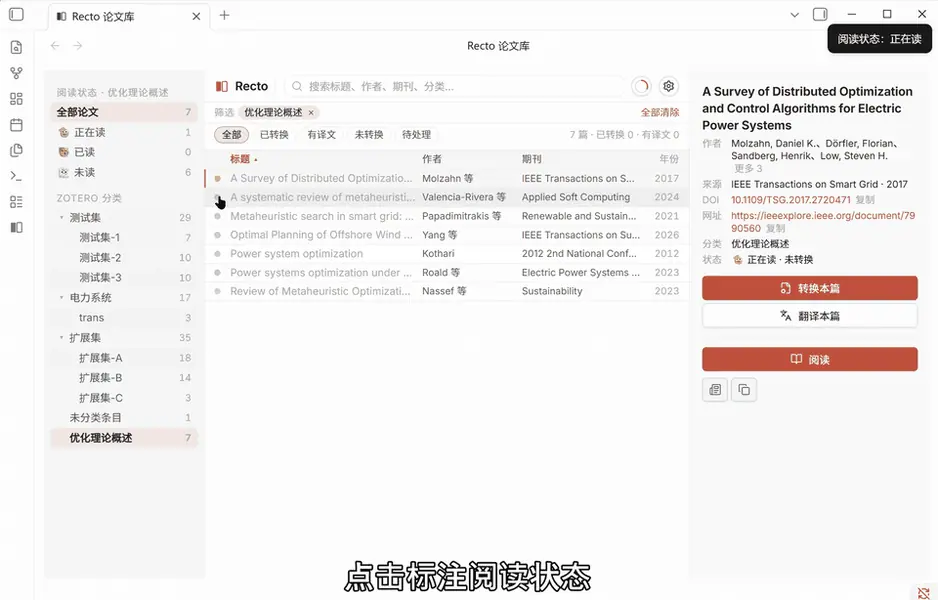 Recto 论文库
Recto 论文库
阅读状态：正在读
阅读状态 · 优化理论概述
全部论文 7
正在读 1
已读 0
未读 6
ZOTERO 分类
测试集 29
测试集-1 7
测试集-2 10
测试集-3 10
电力系统 17
trans 3
扩展集 35
扩展集-A 18
扩展集-B 14
扩展集-C 3
未分类条目 1
优化理论概述 7
Recto
搜索标题、作者、期刊、分类...
筛选 优化理论概述 ×
全部清除
全部 已转换 有译文 未转换 待处理
7 篇 · 已转换 0 · 有译文 0
标题 作者 期刊 年份
A Survey of Distributed Optimizatio... Molzahn 等 IEEE Transactions on S... 2017
A systematic review of metaheuristi... Valencia-Rivera 等 Applied Soft Computing 2024
Metaheuristic search in smart grid: ... Papadimitrakis 等 Renewable and Sustain... 2021
Optimal Planning of Offshore Wind ... Yang 等 IEEE Transactions on Su... 2026
Power system optimization Kothari 2012 2nd National Conf... 2012
Power systems optimization under ... Roald 等 Electric Power Systems ... 2023
Review of Metaheuristic Optimizati... Nassef 等 Sustainability 2023
A Survey of Distributed Optimization
and Control Algorithms for Electric
Power Systems
作者 Molzahn, Daniel K.、Dörfler, Florian、
Sandberg, Henrik、Low, Steven H.
更多 3
来源 IEEE Transactions on Smart Grid · 2017
DOI 10.1109/TSG.2017.2720471 复制
网址 https://ieeexplore.ieee.org/document/79
90560 复制
分类 优化理论概述
状态 正在读 · 未转换
转换本篇
翻译本篇
阅读
点击标注阅读状态